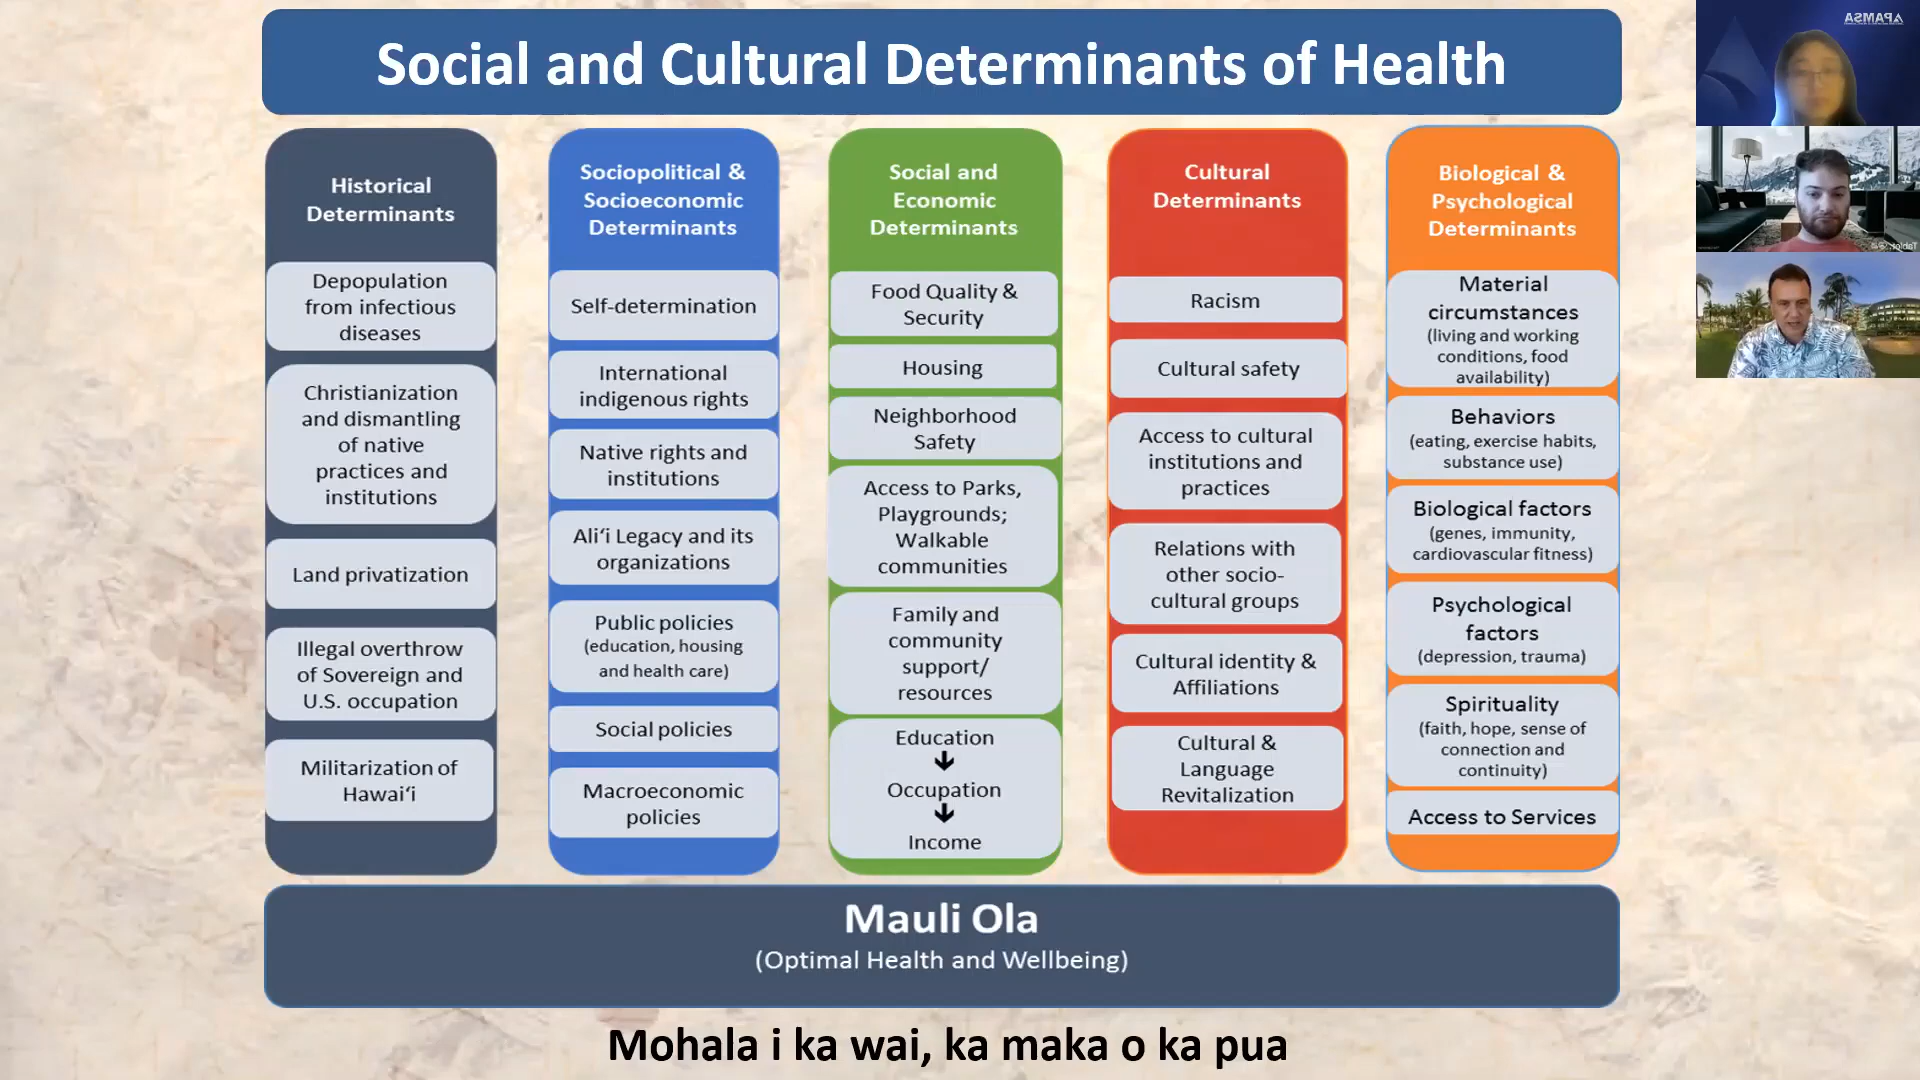 Social and Cultural Determinants of Health
Historical
Determinants
Depopulation
from infectious
diseases
Christianization
and dismantling
of native
practices and
institutions
Land privatization
Illegal overthrow
of Sovereign and
U.S. occupation
Militarization of
Hawaiʻi
Sociopolitical &
Socioeconomic
Determinants
Self-determination
International
indigenous rights
Native rights and
institutions
Aliʻi Legacy and its
organizations
Public policies
(education, housing
and health care)
Social policies
Macroeconomic
policies
Social and
Economic
Determinants
Food Quality &
Security
Housing
Neighborhood
Safety
Access to Parks,
Playgrounds;
Walkable
communities
Family and
community
support/
resources
Education
Occupation
Income
Cultural
Determinants
Racism
Cultural safety
Access to cultural
institutions and
practices
Relations with
other socio-
cultural groups
Cultural identity &
Affiliations
Cultural &
Language
Revitalization
Biological &
Psychological
Determinants
Material
circumstances
(living and working
conditions, food
availability)
Behaviors
(eating, exercise habits,
substance use)
Biological factors
(genes, immunity,
cardiovascular fitness)
Psychological
factors
(depression, trauma)
Spirituality
(faith, hope, sense of
connection and
continuity)
Access to Services
Mauli Ola
(Optimal Health and Wellbeing)
Mohala i ka wai, ka maka o ka pua
APAMSA